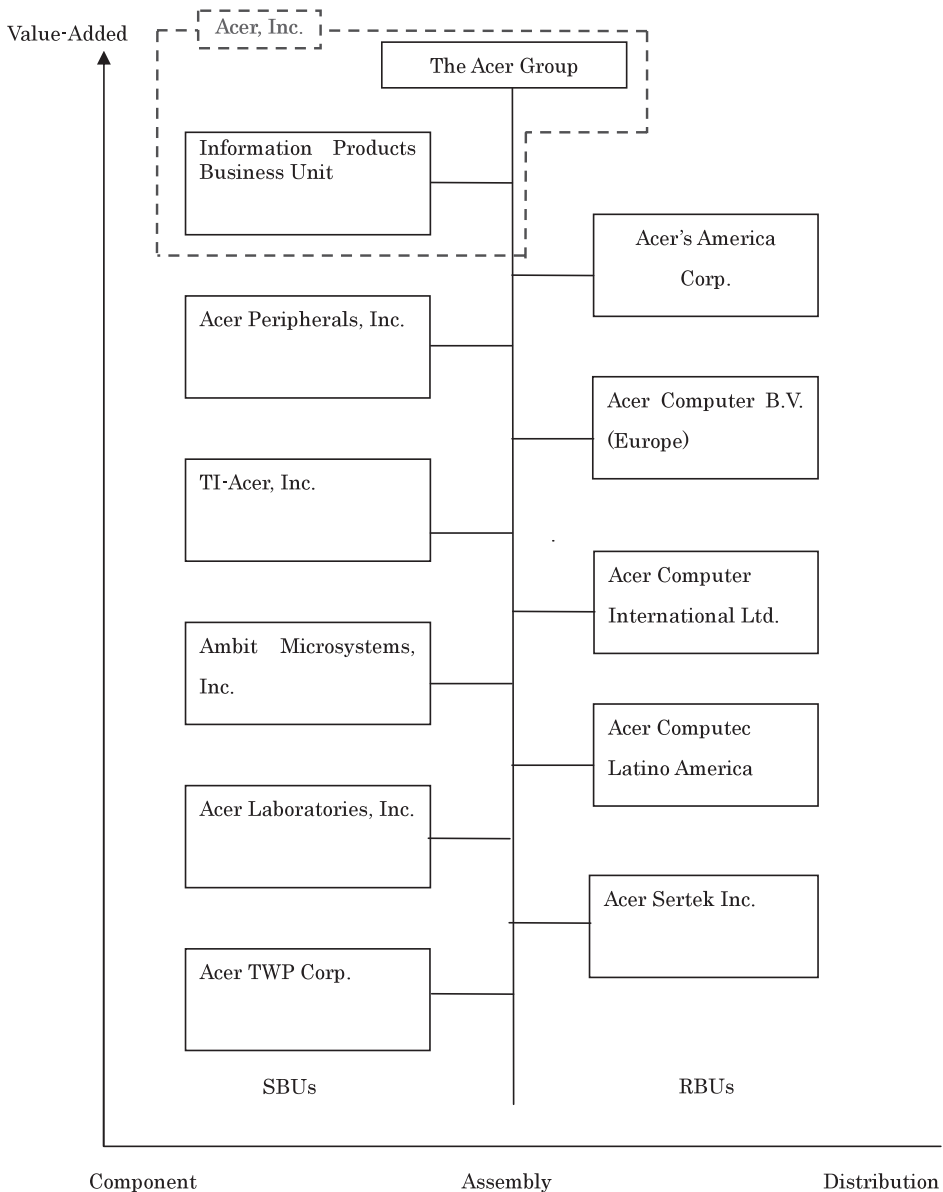 Value-Added
Acer, Inc.
The Acer Group
Information Products
Business Unit
Acer's America
Corp.
Acer Peripherals, Inc.
Acer Computer B.V.
(Europe)
TI-Acer, Inc.
Acer Computer
International Ltd.
Ambit Microsystems,
Inc.
Acer Computec
Latino America
Acer Laboratories, Inc.
Acer Sertek Inc.
Acer TWP Corp.
SBUs
RBUs
Component
Assembly
Distribution